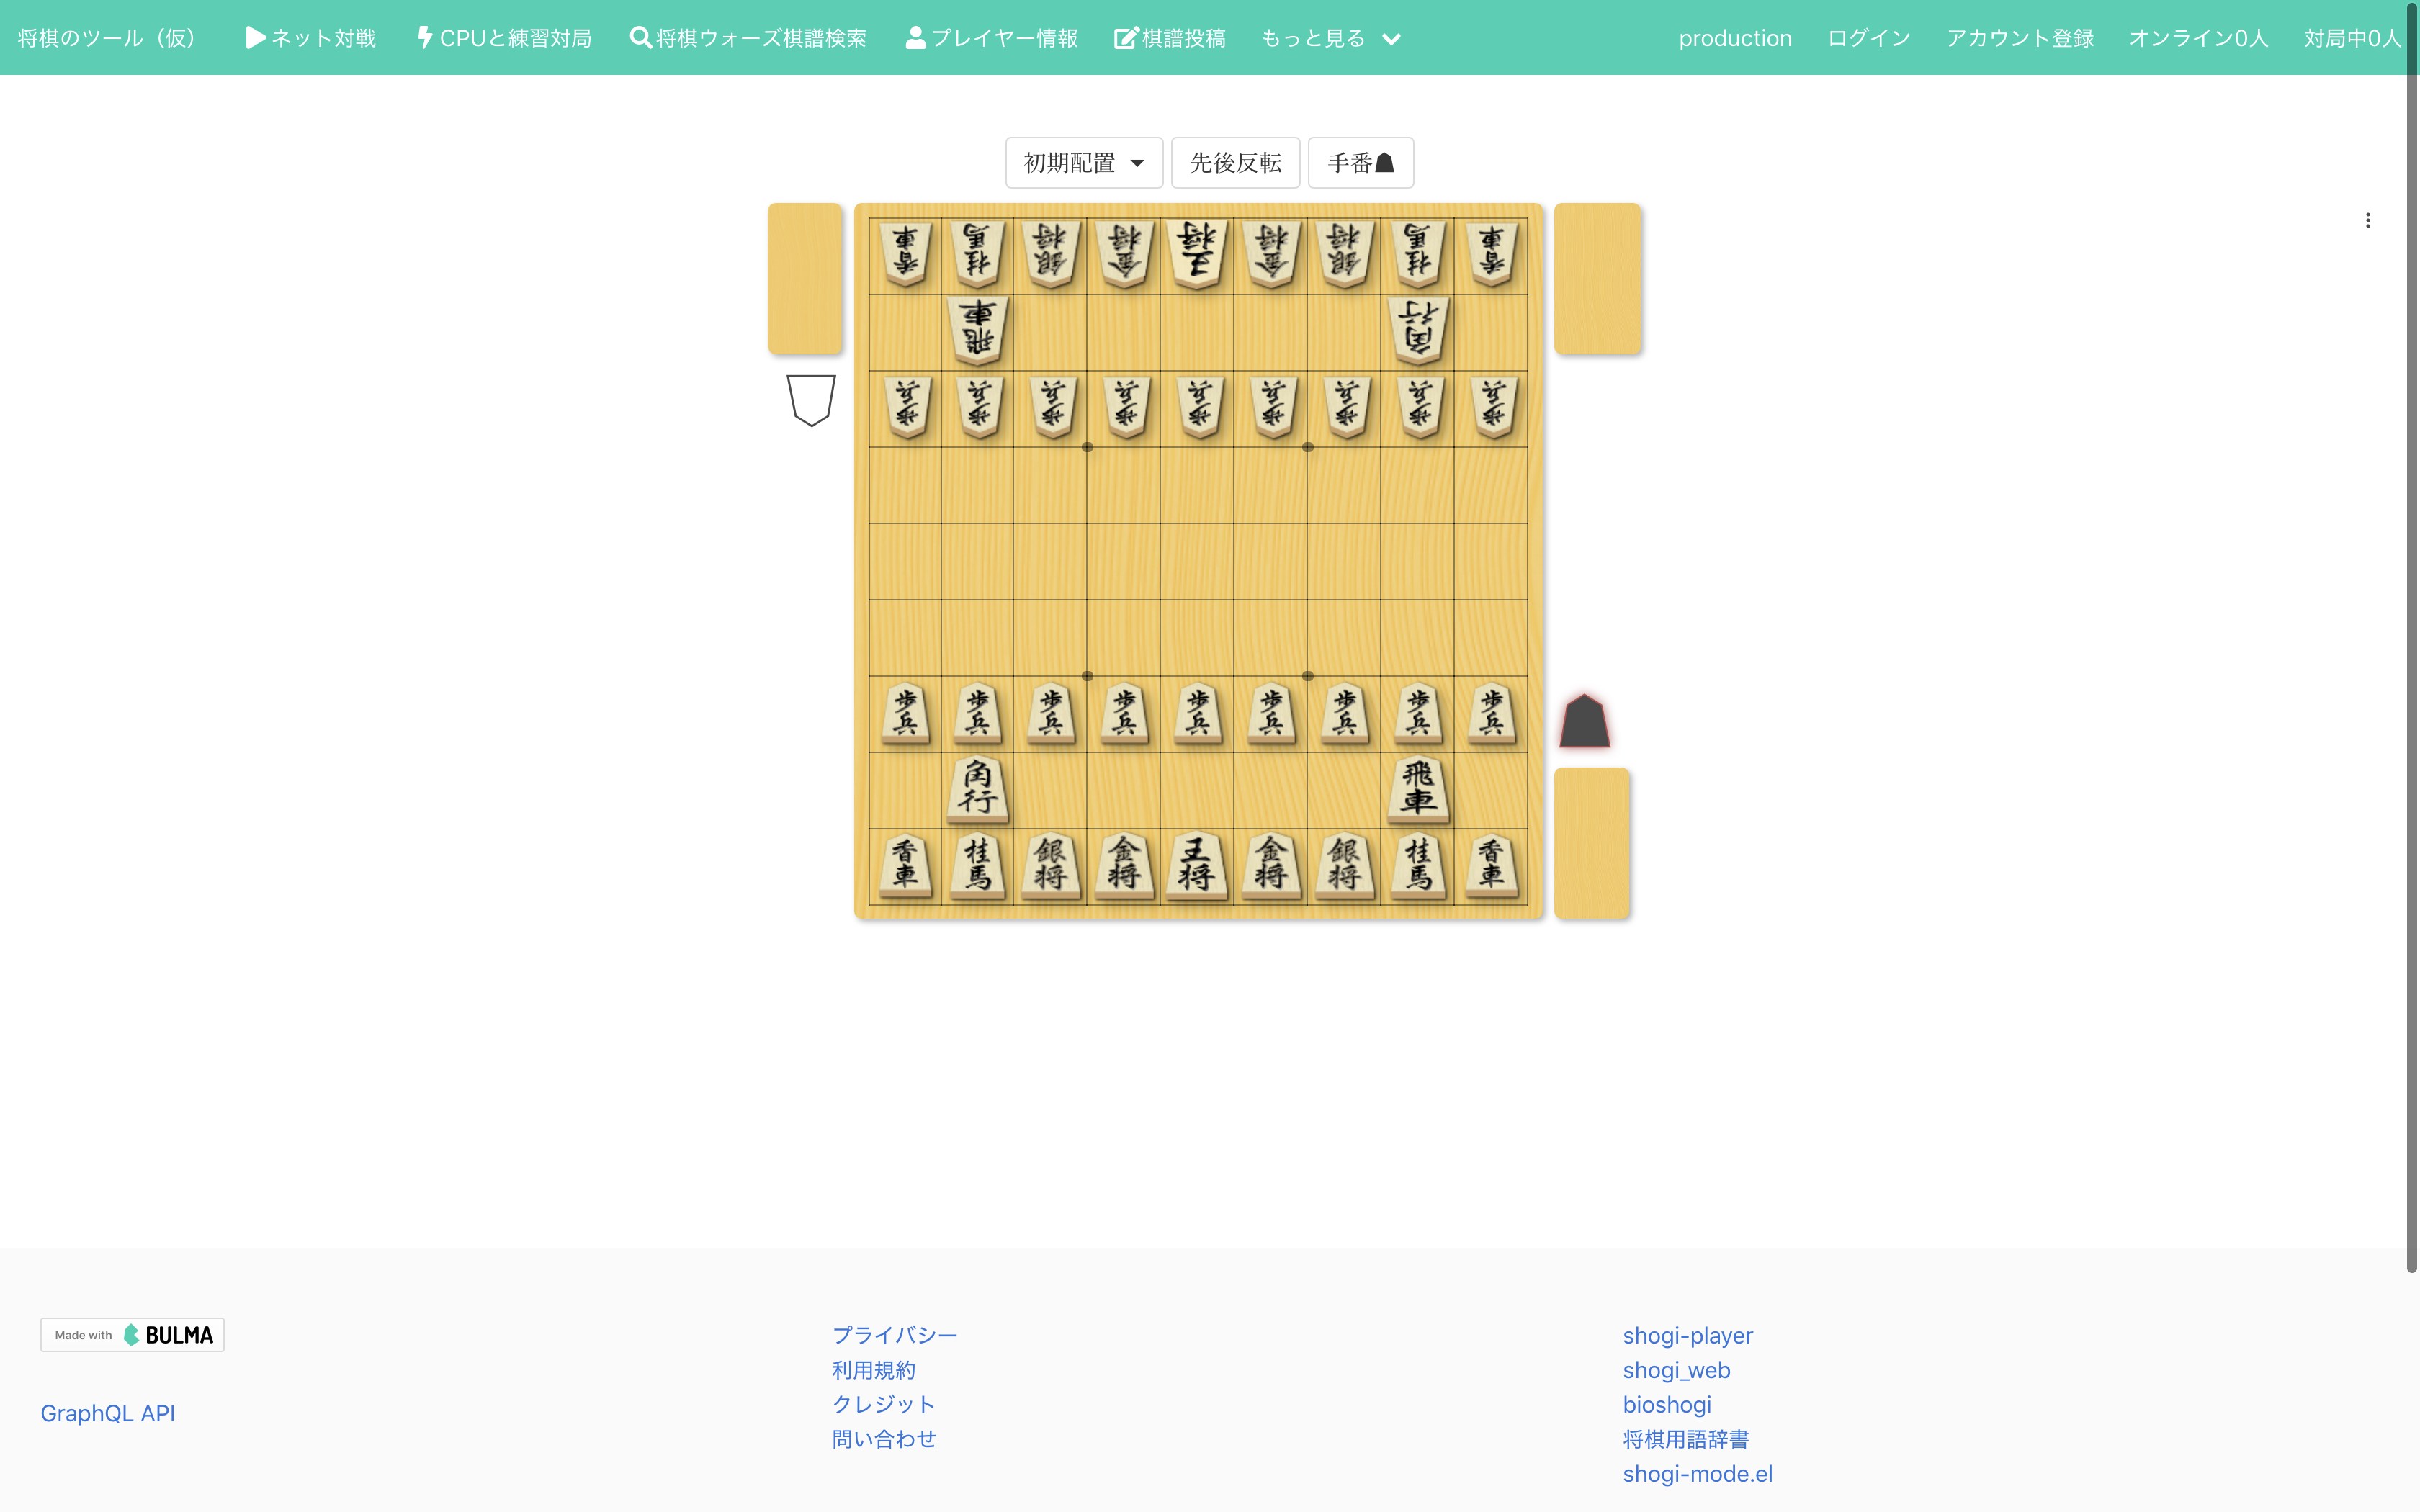 将棋のツール（仮） ネット対戦 CPUと練習対局 将棋ウォーズ棋譜検索 プレイヤー情報 棋譜投稿 もっと見る production ログイン アカウント登録 オンライン0人 対局中0人
初期配置 先後反転 手番
香車 桂馬 銀将 金将 王将 金将 銀将 桂馬 香車
飛車 角行
歩兵 歩兵 歩兵 歩兵 歩兵 歩兵 歩兵 歩兵 歩兵
歩兵 歩兵 歩兵 歩兵 歩兵 歩兵 歩兵 歩兵 歩兵
角行 飛車
香車 桂馬 銀将 金将 王将 金将 銀将 桂馬 香車
Made with BULMA
GraphQL API
プライバシー
利用規約
クレジット
問い合わせ
shogi-player
shogi_web
bioshogi
将棋用語辞書
shogi-mode.el